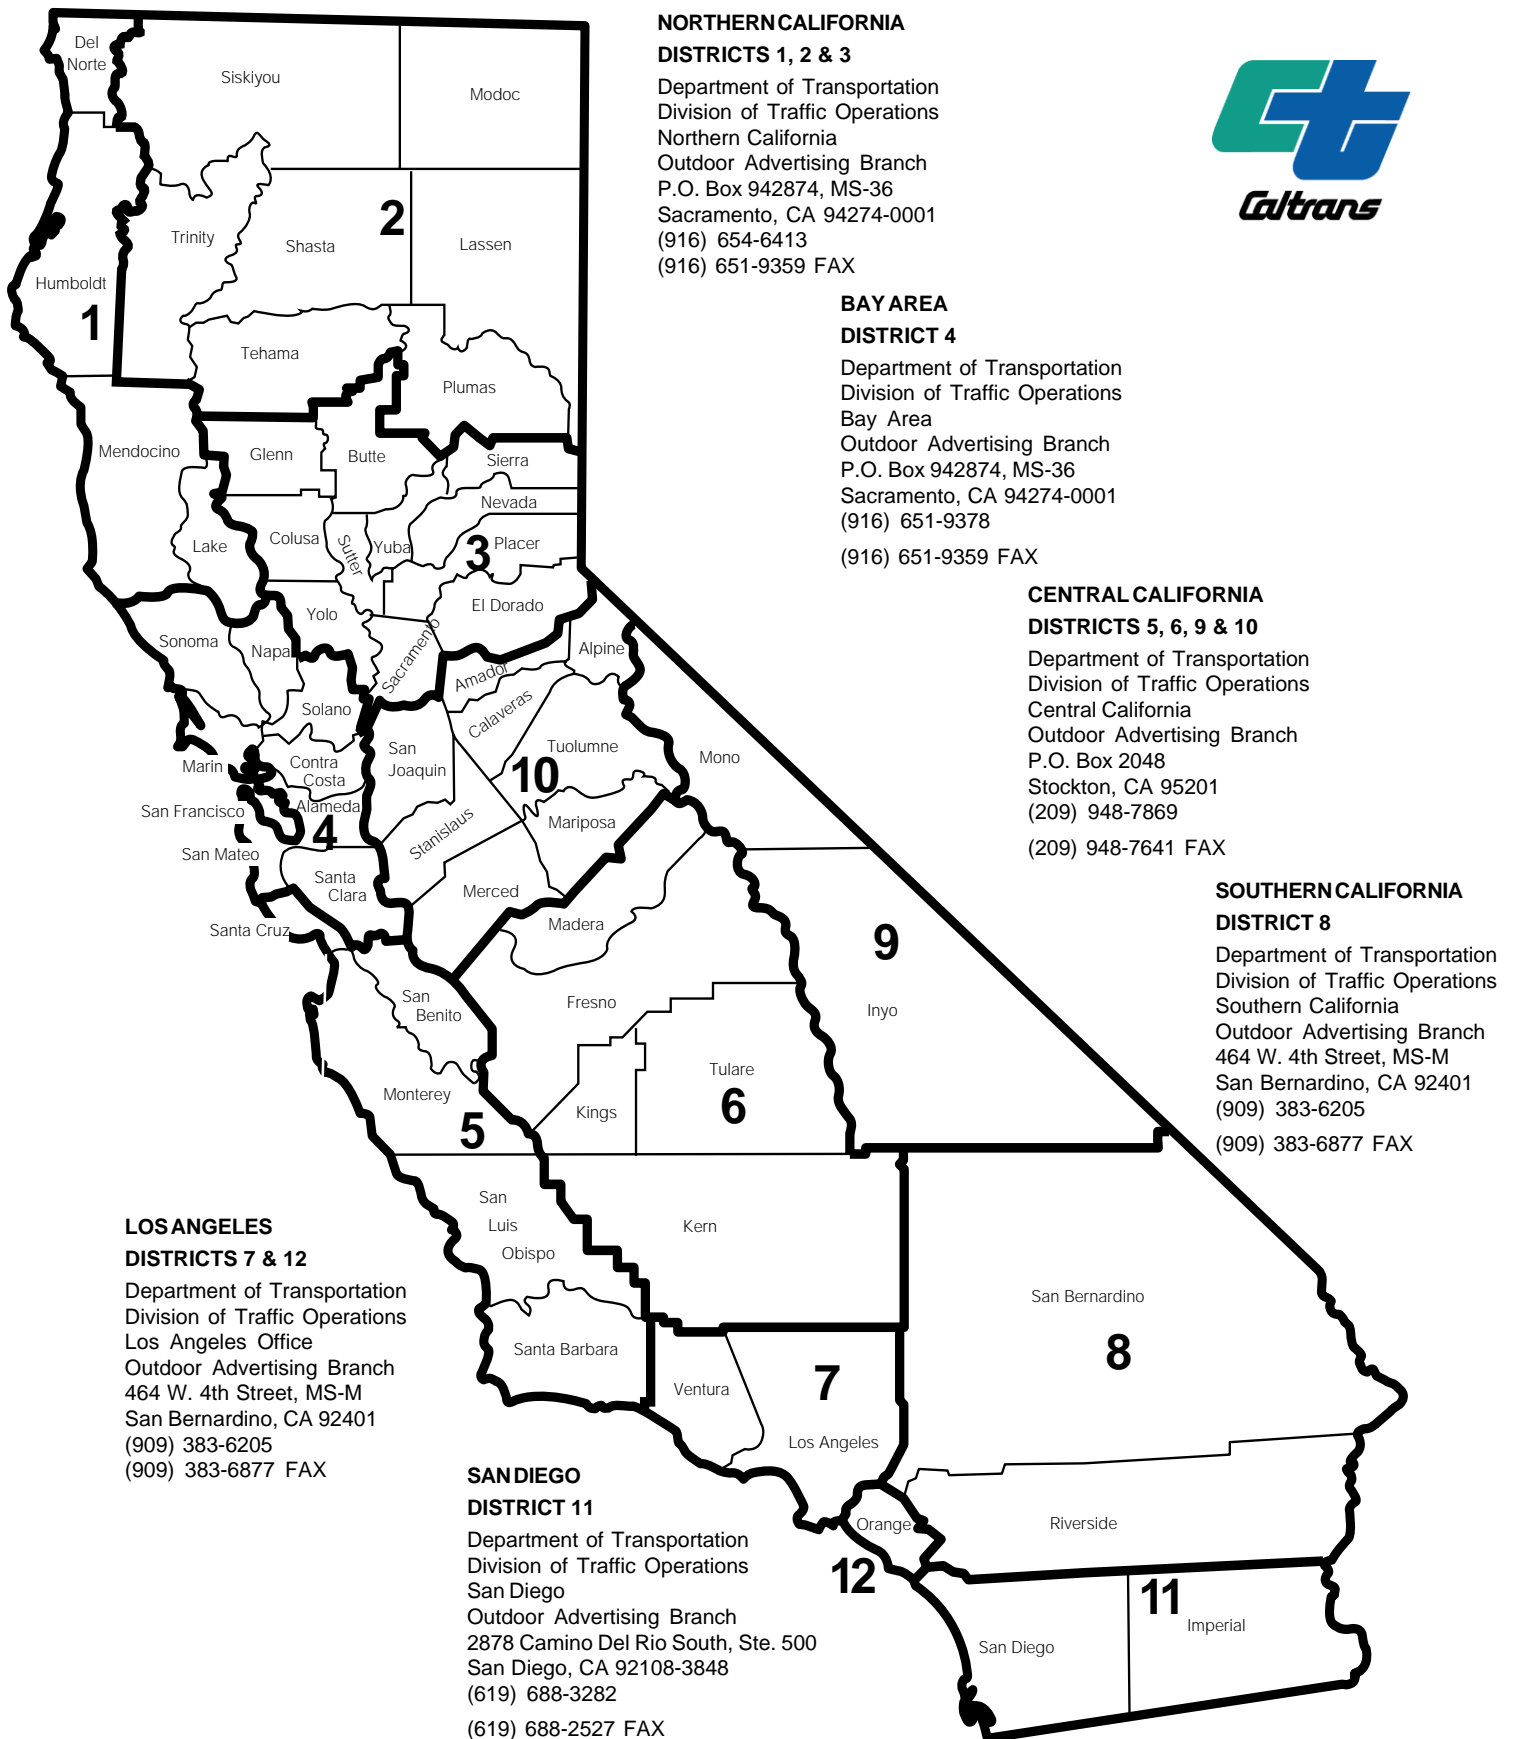 NORTHERN CALIFORNIA
DISTRICTS 1, 2 & 3
Department of Transportation
Division of Traffic Operations
Northern California
Outdoor Advertising Branch
P.O. Box 942874, MS-36
Sacramento, CA 94274-0001
(916) 654-6413
(916) 651-9359 FAX
Caltrans
BAY AREA
DISTRICT 4
Department of Transportation
Division of Traffic Operations
Bay Area
Outdoor Advertising Branch
P.O. Box 942874, MS-36
Sacramento, CA 94274-0001
(916) 651-9378
(916) 651-9359 FAX
CENTRAL CALIFORNIA
DISTRICTS 5, 6, 9 & 10
Department of Transportation
Division of Traffic Operations
Central California
Outdoor Advertising Branch
P.O. Box 2048
Stockton, CA 95201
(209) 948-7869
(209) 948-7641 FAX
SOUTHERN CALIFORNIA
DISTRICT 8
Department of Transportation
Division of Traffic Operations
Southern California
Outdoor Advertising Branch
464 W. 4th Street, MS-M
San Bernardino, CA 92401
(909) 383-6205
(909) 383-6877 FAX
LOS ANGELES
DISTRICTS 7 & 12
Department of Transportation
Division of Traffic Operations
Los Angeles Office
Outdoor Advertising Branch
464 W. 4th Street, MS-M
San Bernardino, CA 92401
(909) 383-6205
(909) 383-6877 FAX
SAN DIEGO
DISTRICT 11
Department of Transportation
Division of Traffic Operations
San Diego
Outdoor Advertising Branch
2878 Camino Del Rio South, Ste. 500
San Diego, CA 92108-3848
(619) 688-3282
(619) 688-2527 FAX
Del
Norte
Siskiyou
Modoc
Trinity
Shasta
2
Lassen
Humboldt
1
Tehama
Plumas
Mendocino
Glenn
Butte
Sierra
Nevada
Lake
Colusa
Sutter
Yuba
3
Placer
El Dorado
Yolo
Sonoma
Napa
Sacramento
Amador
Alpine
Solano
Calaveras
San
Joaquin
Tuolumne
Mono
Marin
Contra
Costa
10
San Francisco
Alameda
4
Stanislaus
Mariposa
San Mateo
Santa
Clara
Merced
Santa Cruz
Madera
9
San
Benito
Fresno
Inyo
Monterey
5
Kings
Tulare
6
San
Luis
Obispo
Kern
San Bernardino
8
Santa Barbara
Ventura
7
Los Angeles
Orange
12
Riverside
11
San Diego
Imperial